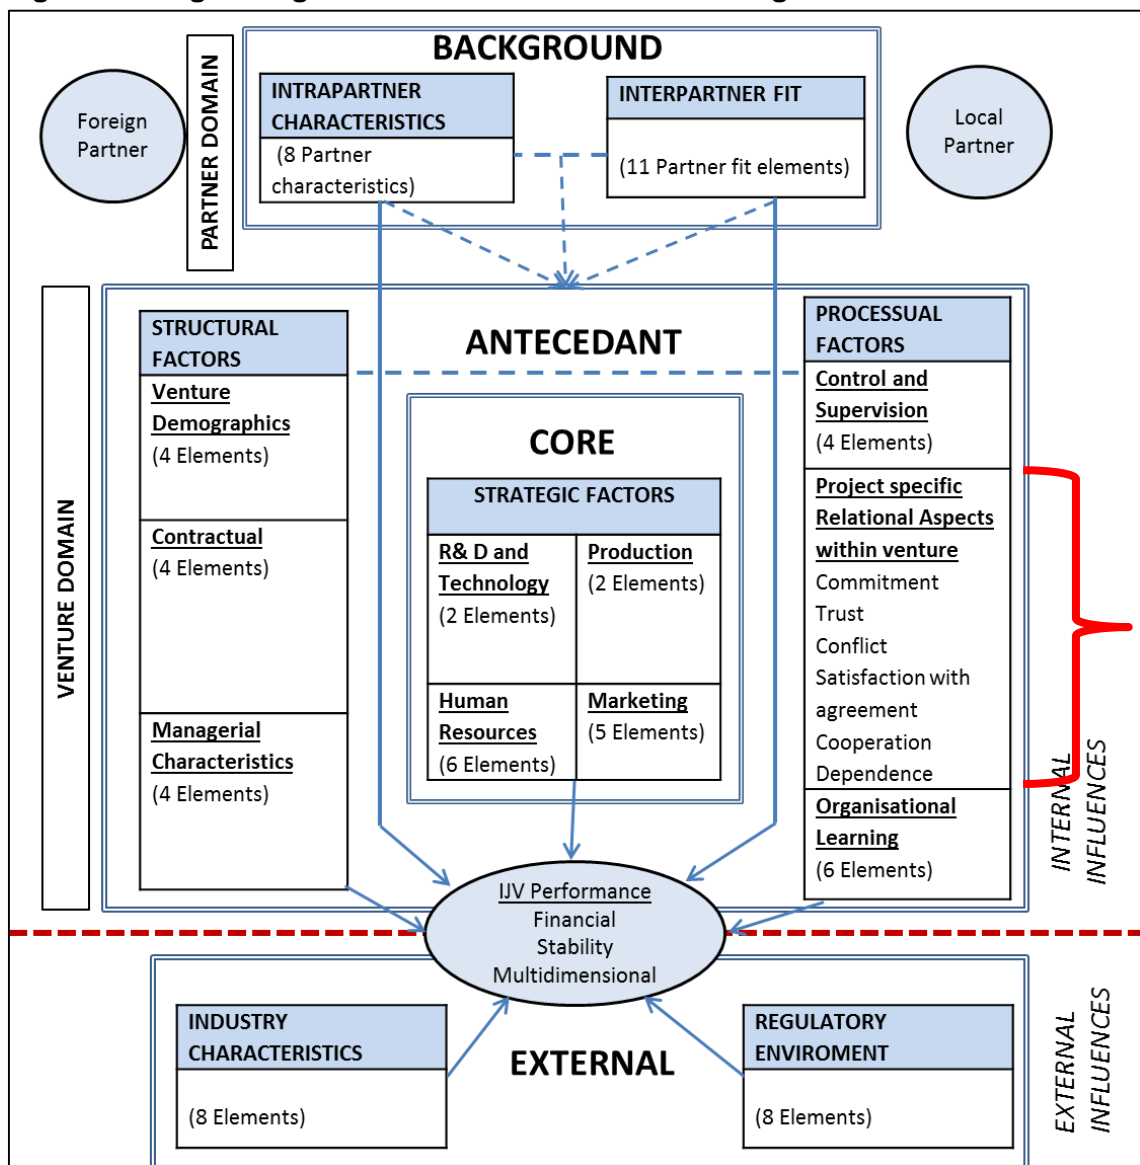 BACKGROUND
Foreign
Partner
PARTNER DOMAIN
INTRAPARTNER
CHARACTERISTICS
(8 Partner
characteristics)
INTERPARTNER FIT
(11 Partner fit elements)
Local
Partner
VENTURE DOMAIN
ANTECEDANT
STRUCTURAL
FACTORS
Venture
Demographics
(4 Elements)
Contractual
(4 Elements)
Managerial
Characteristics
(4 Elements)
CORE
STRATEGIC FACTORS
R& D and
Technology
(2 Elements)
Production
(2 Elements)
Human
Resources
(6 Elements)
Marketing
(5 Elements)
PROCESSUAL
FACTORS
Control and
Supervision
(4 Elements)
Project specific
Relational Aspects
within venture
Commitment
Trust
Conflict
Satisfaction with
agreement
Cooperation
Dependence
Organisational
Learning
(6 Elements)
INTERNAL
INFLUENCES
IJV Performance
Financial
Stability
Multidimensional
INDUSTRY
CHARACTERISTICS
(8 Elements)
EXTERNAL
REGULATORY
ENVIROMENT
(8 Elements)
EXTERNAL
INFLUENCES